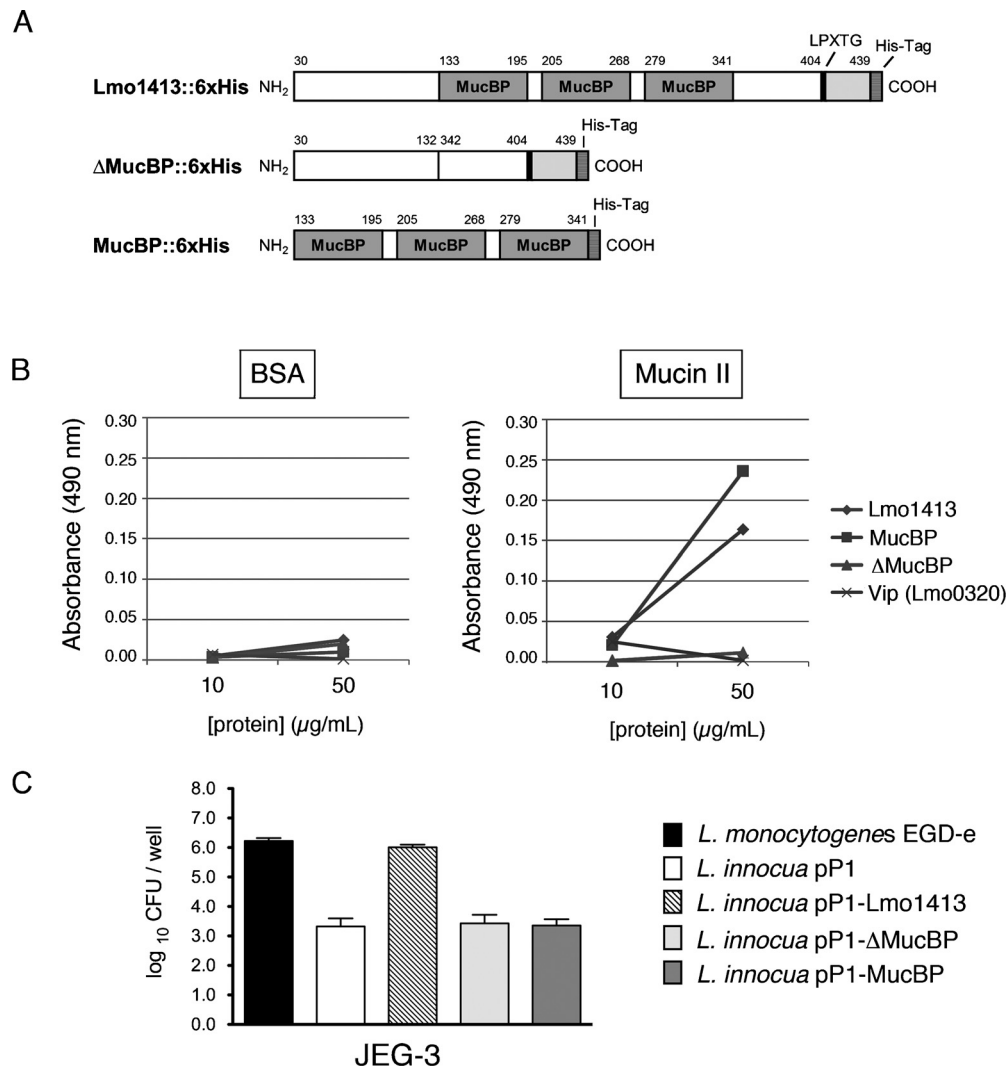 A
LPXTG
His-Tag
30 133 195 205 268 279 341 404 439
Lmo1413::6xHis NH2 MucBP MucBP MucBP COOH
His-Tag
30 132 342 404 439
ΔMucBP::6xHis NH2 COOH
His-Tag
133 195 205 268 279 341
MucBP::6xHis NH2 MucBP MucBP MucBP COOH
B
BSA
Absorbance (490 nm)
0.30
0.25
0.20
0.15
0.10
0.05
0.00
10 50
[protein] (µg/mL)
Mucin II
Absorbance (490 nm)
0.30
0.25
0.20
0.15
0.10
0.05
0.00
10 50
[protein] (µg/mL)
Lmo1413
MucBP
ΔMucBP
Vip (Lmo0320)
C
log 10 CFU / well
8.0
7.0
6.0
5.0
4.0
3.0
2.0
1.0
0.0
JEG-3
L. monocytogenes EGD-e
L. innocua pP1
L. innocua pP1-Lmo1413
L. innocua pP1-ΔMucBP
L. innocua pP1-MucBP